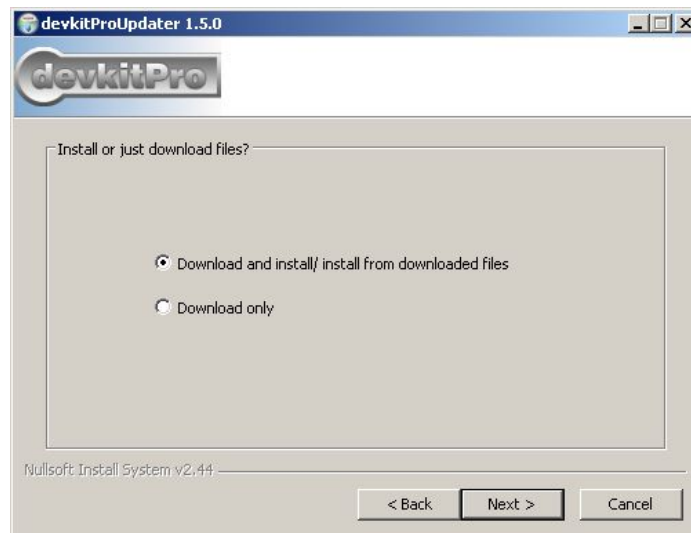 devkitProUpdater 1.5.0
devkitPro
Install or just download files?
Download and install/ install from downloaded files
Download only
Nullsoft Install System v2.44
< Back
Next >
Cancel